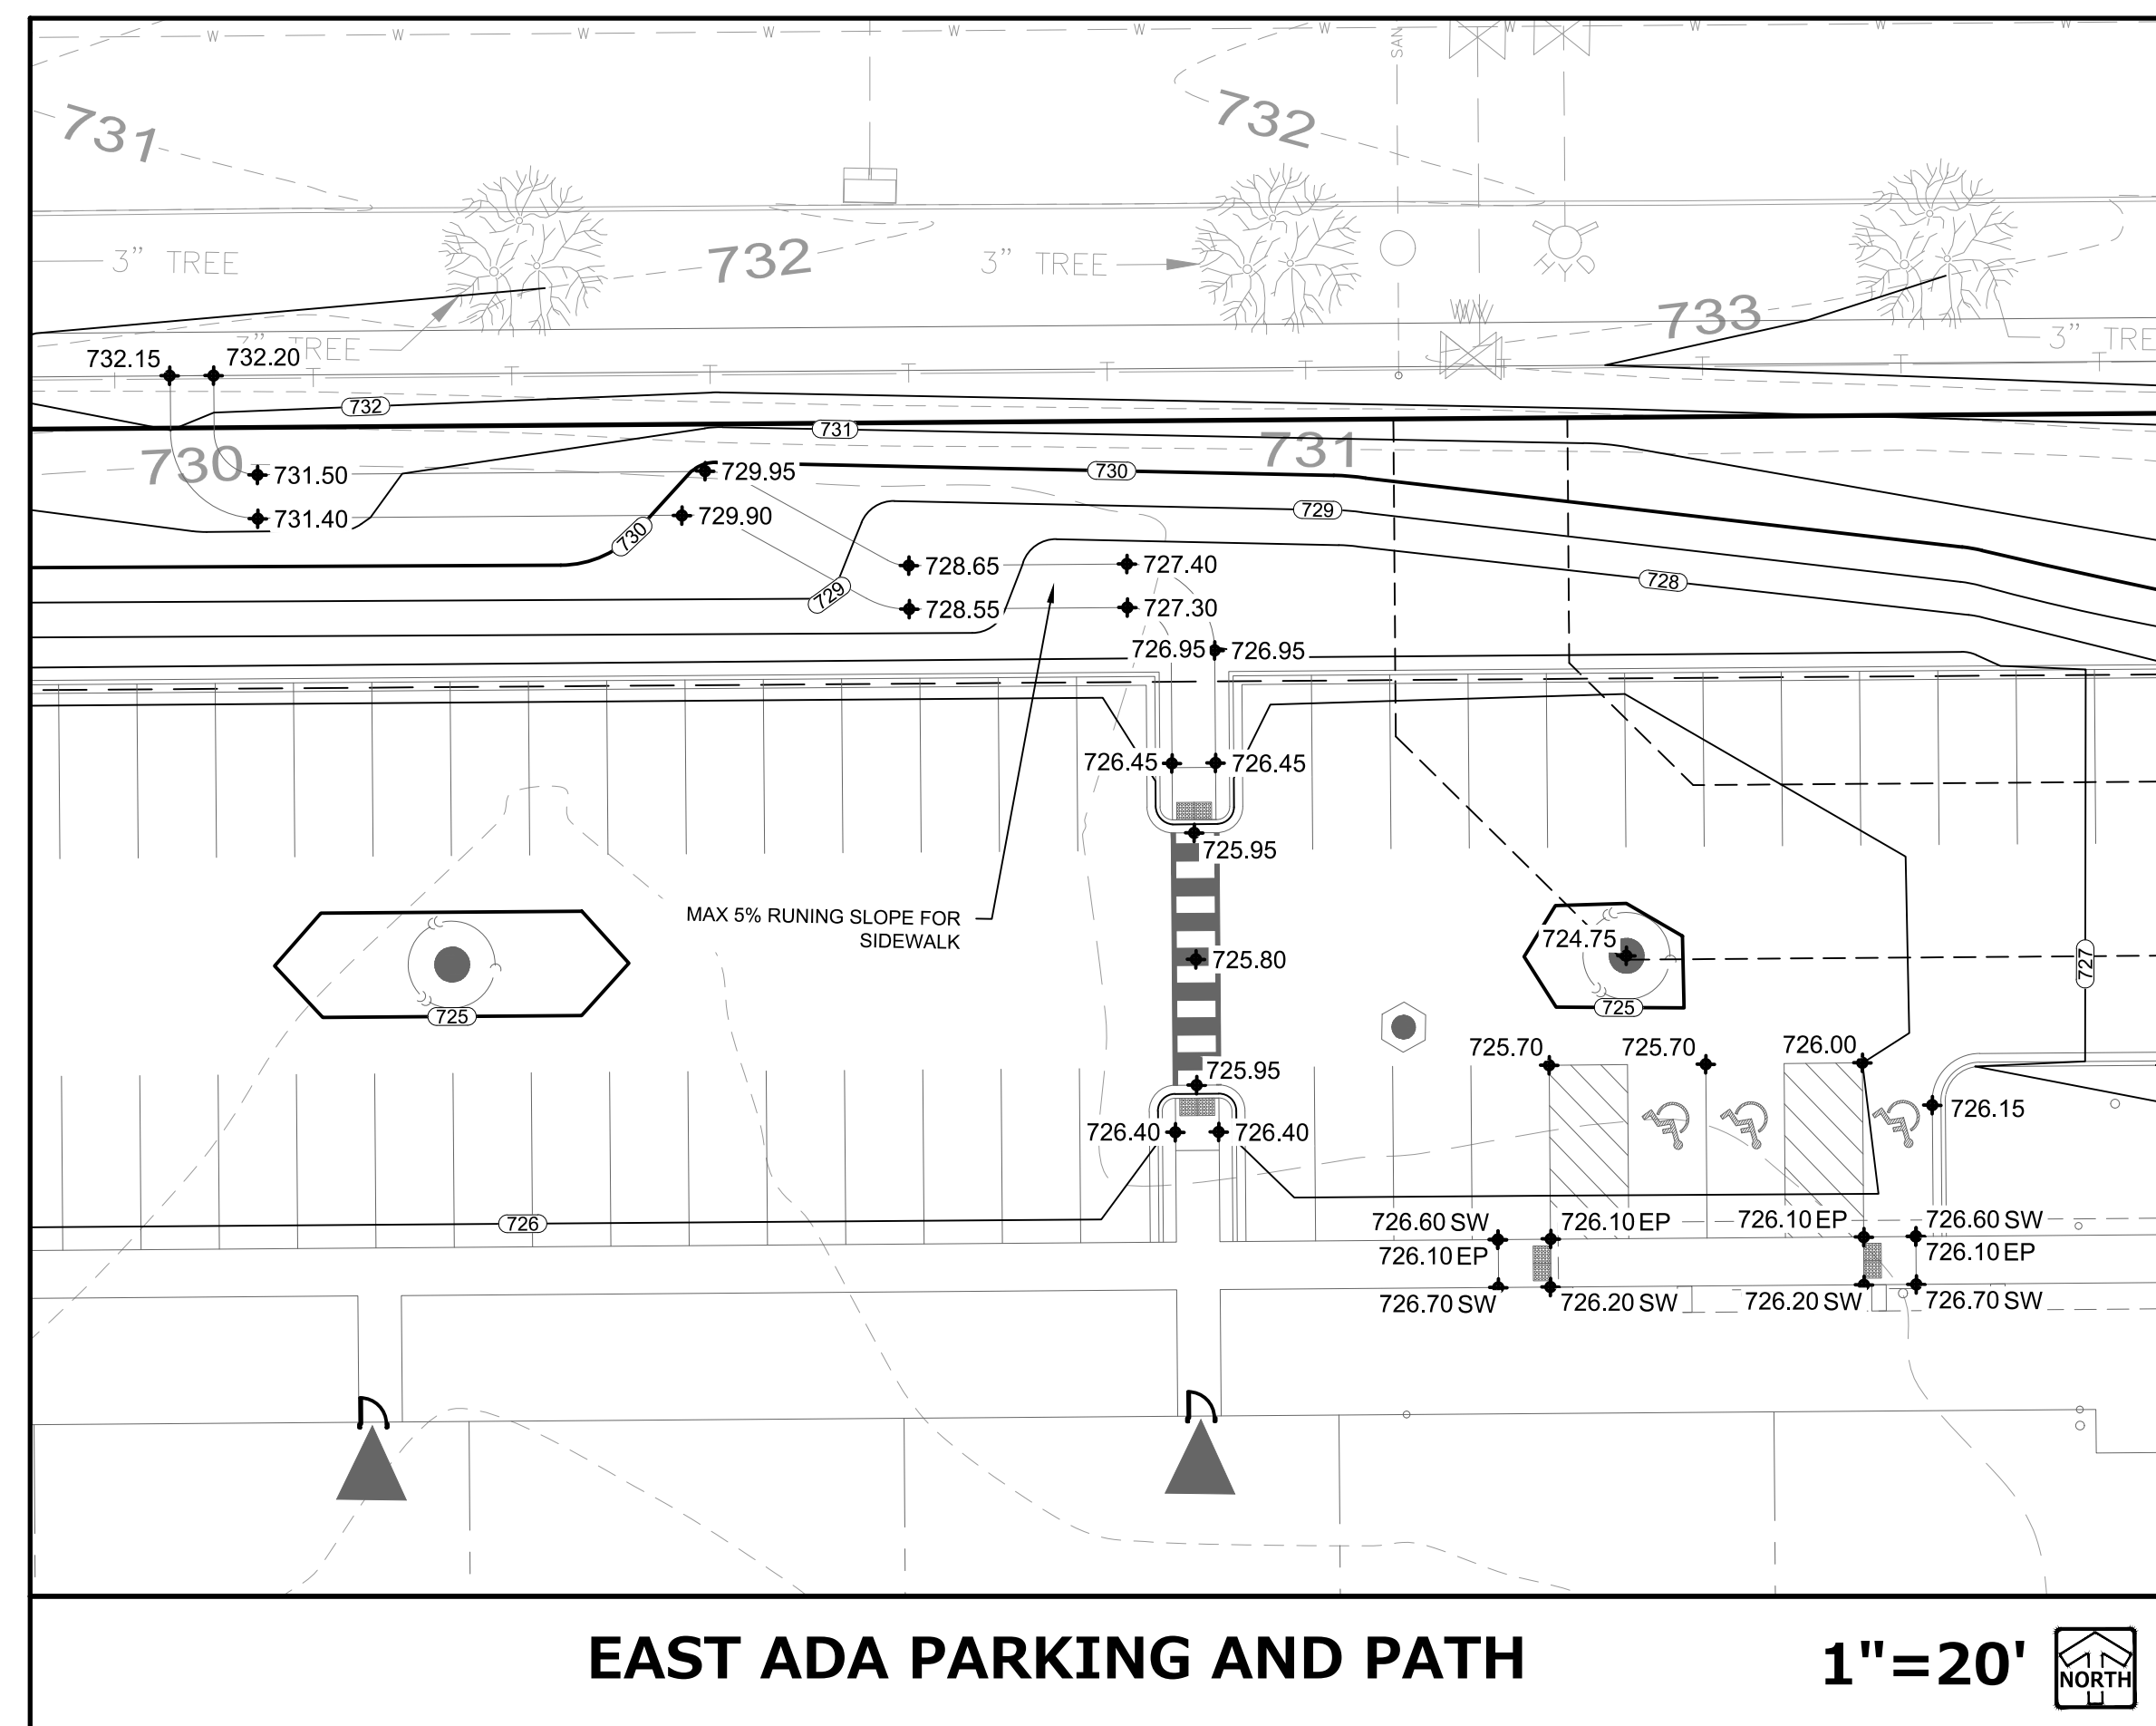 W W W W W W W W W W W
SAN
731
732
3" TREE
732
3" TREE
HYD
W
733
3" TREE
3" TRE
732.15
732.20
T T T T T T T T T T
732
731
730
731
731.50
729.95
730
731.40
729.90
729
730
728.65
727.40
728
729
728.55
727.30
726.95
726.95
726.45
726.45
725.95
MAX 5% RUNING SLOPE FOR
SIDEWALK
724.75
725.80
727
725
725
725.70
725.70
726.00
725.95
726.15
726.40
726.40
726
726.60 SW
726.10 EP
726.10 EP
726.60 SW
726.10 EP
726.10 EP
726.70 SW
726.20 SW
726.20 SW
726.70 SW
EAST ADA PARKING AND PATH
1"=20'
NORTH